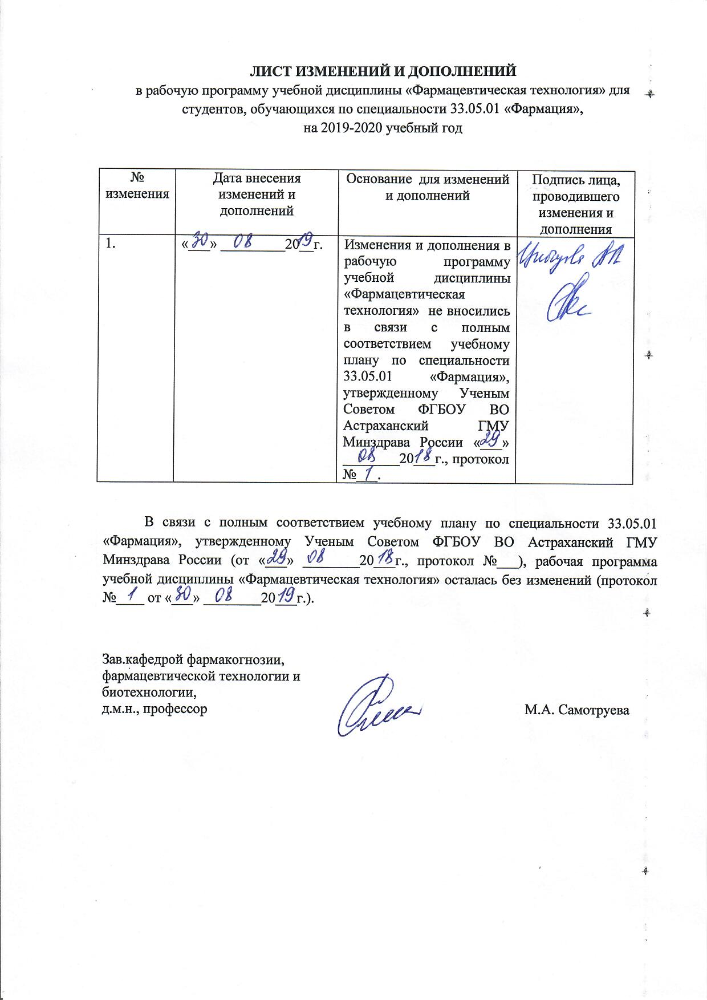 ЛИСТ ИЗМЕНЕНИЙ И ДОПОЛНЕНИЙ
в рабочую программу учебной дисциплины «Фармацевтическая технология» для
студентов, обучающихся по специальности 33.05.01 «Фармация»,
на 2019-2020 учебный год
№
изменения
Дата внесения
изменений и
дополнений
Основание для изменений
и дополнений
Подпись лица,
проводившего
изменения и
дополнения
1.
«30» 08 2019г.
Изменения и дополнения в
рабочую программу
учебной дисциплины
«Фармацевтическая
технология» не вносились
в связи с полным
соответствием учебному
плану по специальности
33.05.01 «Фармация»,
утвержденному Ученым
Советом ФГБОУ ВО
Астраханский ГМУ
Минздрава России «29»
08 2018г., протокол
№ 1.
В связи с полным соответствием учебному плану по специальности 33.05.01
«Фармация», утвержденному Ученым Советом ФГБОУ ВО Астраханский ГМУ
Минздрава России (от «29» 08 2018г., протокол №___), рабочая программа
учебной дисциплины «Фармацевтическая технология» осталась без изменений (протокол
№ 1 от «30» 08 2019г.).
Зав.кафедрой фармакогнозии,
фармацевтической технологии и
биотехнологии,
д.м.н., профессор
М.А. Самотруева